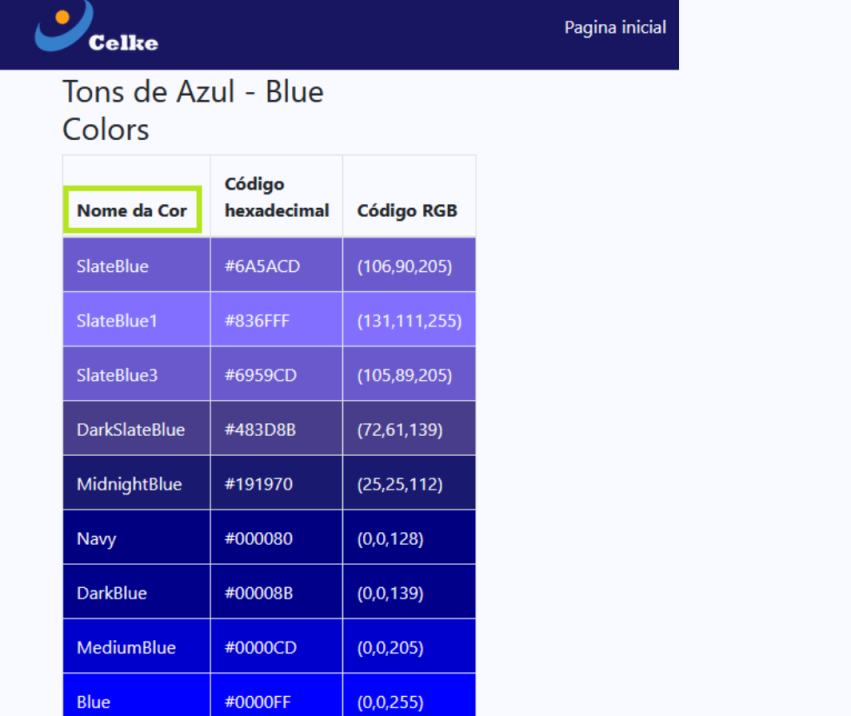 Celke
Pagina inicial
Tons de Azul - Blue
Colors
Nome da Cor
Código
hexadecimal
Código RGB
SlateBlue #6A5ACD (106,90,205)
SlateBlue1 #836FFF (131,111,255)
SlateBlue3 #6959CD (105,89,205)
DarkSlateBlue #483D8B (72,61,139)
MidnightBlue #191970 (25,25,112)
Navy #000080 (0,0,128)
DarkBlue #00008B (0,0,139)
MediumBlue #0000CD (0,0,205)
Blue #0000FF (0,0,255)